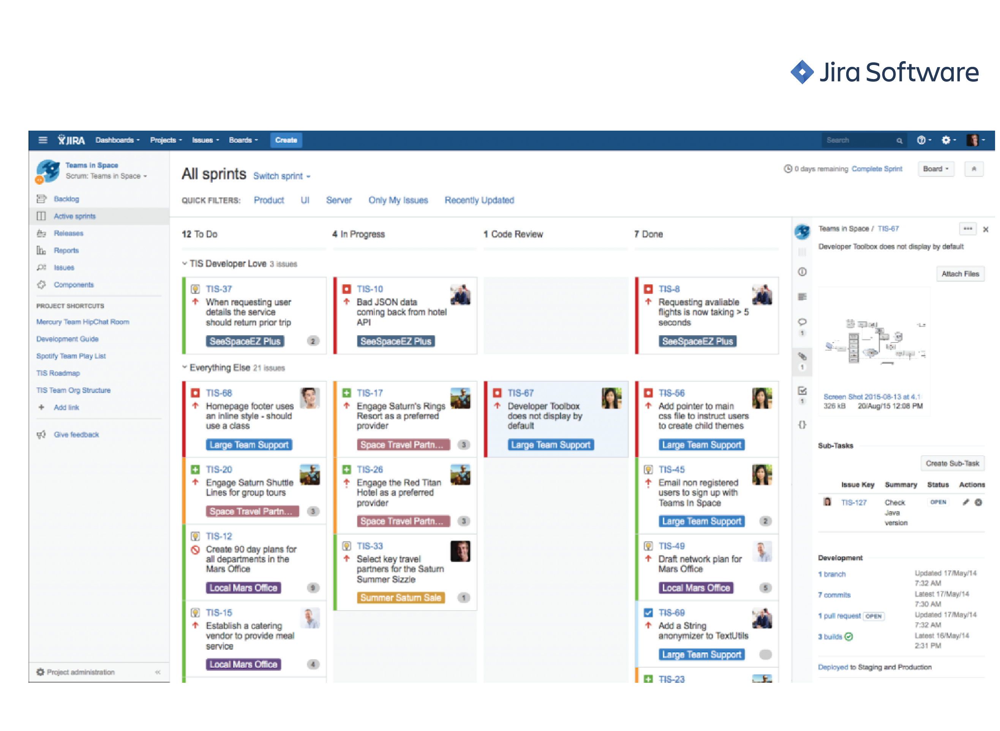 Jira Software
JIRA Dashboards Projects Issues Boards Create Search
Teams in Space
Scrum: Teams in Space
Backlog
Active sprints
Releases
Reports
Issues
Components
PROJECT SHORTCUTS
Mercury Team HipChat Room
Development Guide
Spotify Team Play List
TIS Roadmap
TIS Team Org Structure
Add link
Give feedback
Project administration
All sprints Switch sprint
0 days remaining Complete Sprint Board
QUICK FILTERS: Product UI Server Only My Issues Recently Updated
12 To Do
4 In Progress
1 Code Review
7 Done
TIS Developer Love 3 issues
TIS-37
When requesting user
details the service
should return prior trip
SeeSpaceEZ Plus 2
TIS-10
Bad JSON data
coming back from hotel
API
SeeSpaceEZ Plus
TIS-8
Requesting avaliable
flights is now taking > 5
seconds
SeeSpaceEZ Plus
Everything Else 21 issues
TIS-68
Homepage footer uses
an inline style - should
use a class
Large Team Support
TIS-20
Engage Saturn Shuttle
Lines for group tours
Space Travel Partn... 3
TIS-12
Create 90 day plans for
all departments in the
Mars Office
Local Mars Office 9
TIS-15
Establish a catering
vendor to provide meal
service
Local Mars Office 4
TIS-17
Engage Saturn's Rings
Resort as a preferred
provider
Space Travel Partn... 3
TIS-26
Engage the Red Titan
Hotel as a preferred
provider
Space Travel Partn... 3
TIS-33
Select key travel
partners for the Saturn
Summer Sizzle
Summer Saturn Sale 1
TIS-67
Developer Toolbox
does not display by
default
Large Team Support
TIS-56
Add pointer to main
css file to instruct users
to create child themes
Large Team Support
TIS-45
Email non registered
users to sign up with
Teams In Space
Large Team Support 2
TIS-49
Draft network plan for
Mars Office
Local Mars Office 5
TIS-69
Add a String
anonymizer to TextUtils
Large Team Support
TIS-23
1
1
1
Teams in Space / TIS-67
Developer Toolbox does not display by default
Attach Files
Screen Shot 2015-08-13 at 4.1
326 kB 20/Aug/15 12:08 PM
Sub-Tasks
Create Sub-Task
Issue Key Summary Status Actions
TIS-127 Check OPEN
Java
version
Development
1 branch Updated 17/May/14
7:32 AM
7 commits Latest 17/May/14
7:30 AM
1 pull request OPEN Updated 17/May/14
7:32 AM
3 builds Latest 16/May/14
2:31 PM
Deployed to Staging and Production